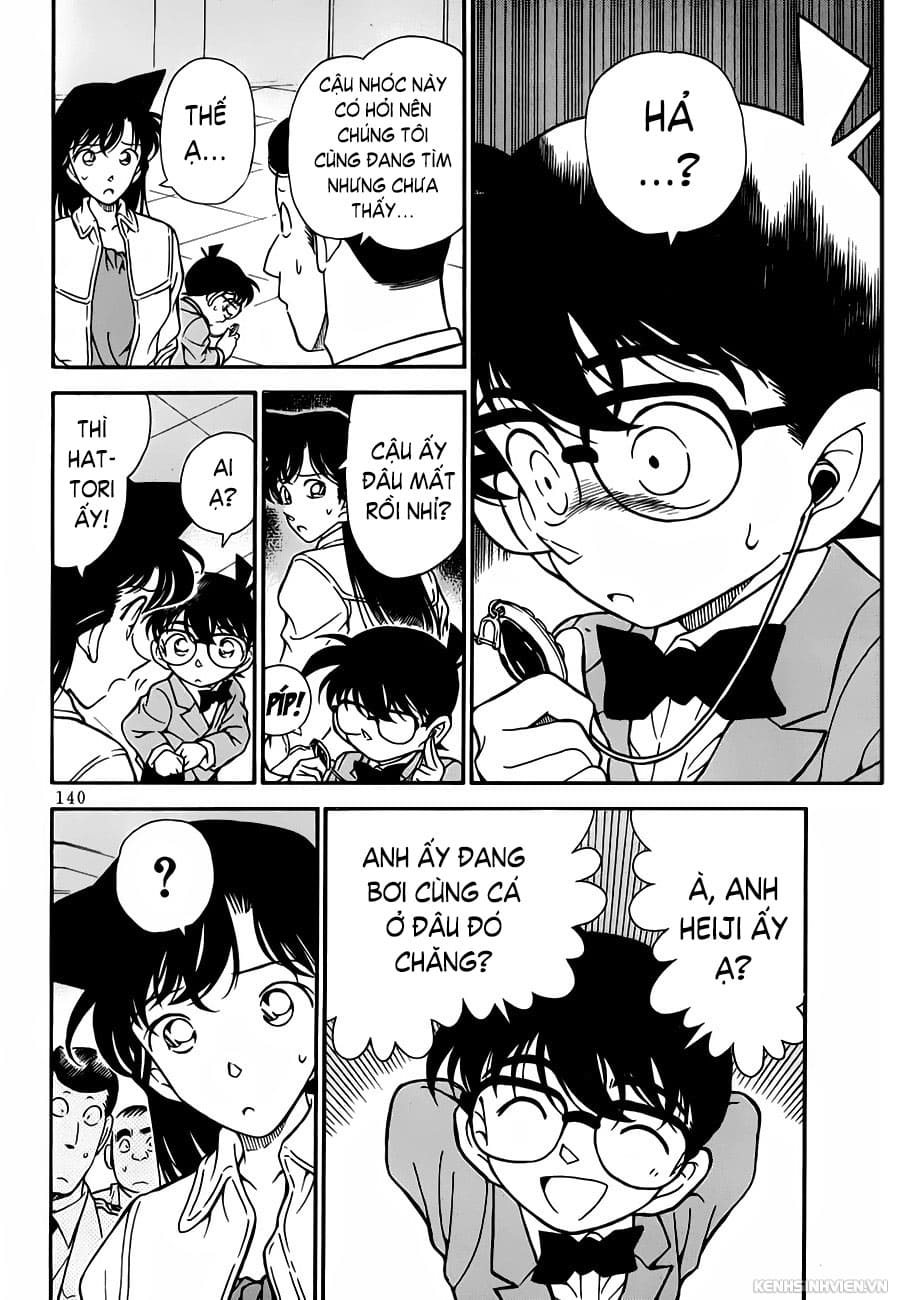 HẢ
...?
CẬU NHÓC NÀY
CÓ HỎI NÊN
CHÚNG TÔI
CŨNG ĐANG TÌM
NHƯNG CHƯA
THẤY...
THẾ
Ạ...
CẬU ẤY
ĐÂU MẤT
RỒI NHỈ?
PÍP!
AI
Ạ?
THÌ
HAT-
TORI
ẤY!
140
À, ANH
HEIJI ẤY
Ạ?
ANH ẤY ĐANG
BƠI CÙNG CÁ
Ở ĐÂU ĐÓ
CHĂNG?
?
KENHSINHVIEN.VN